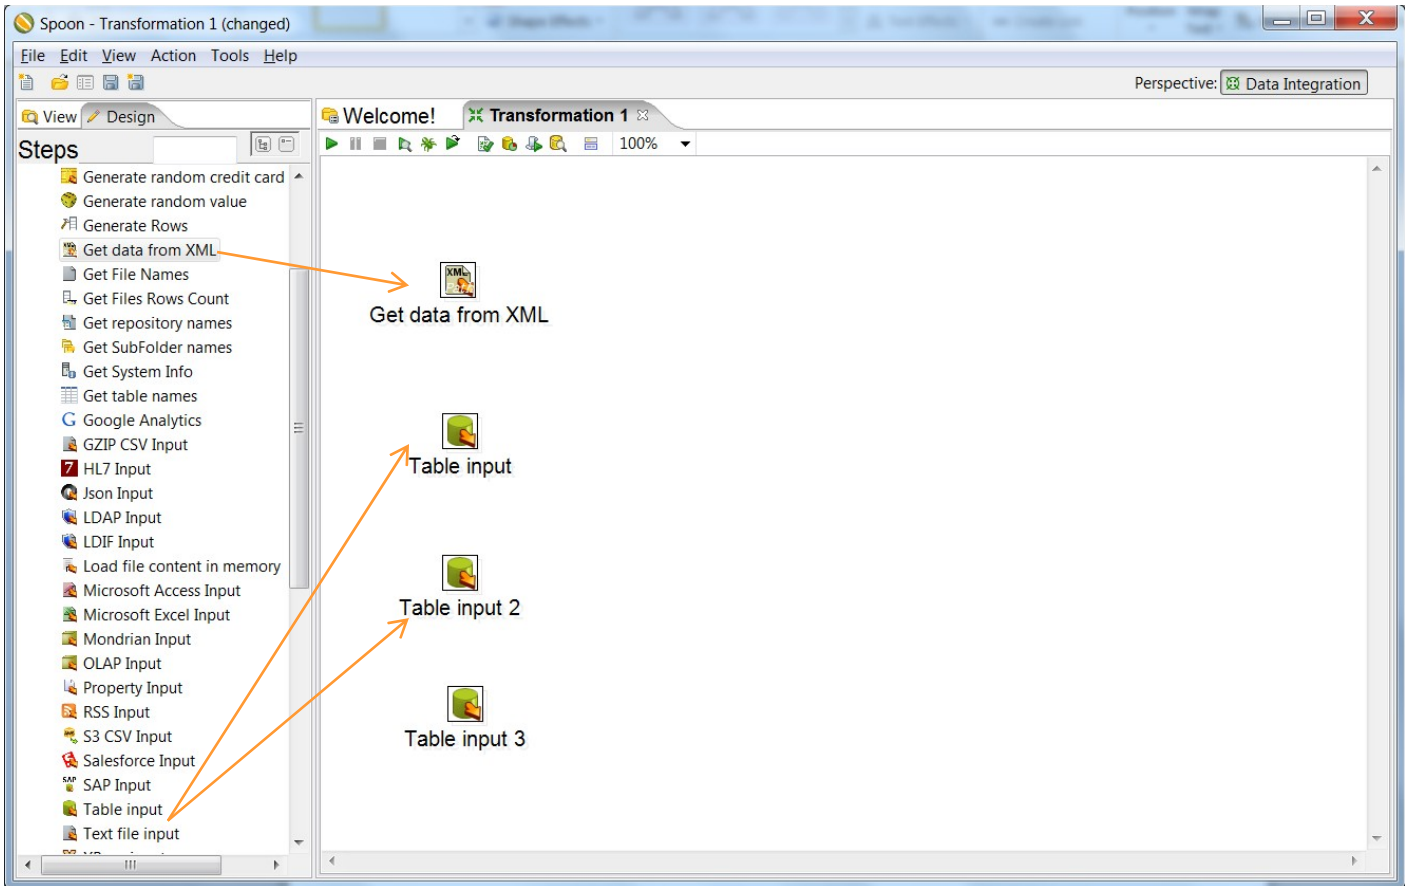 Spoon - Transformation 1 (changed)
File Edit View Action Tools Help
Perspective: Data Integration
View Design
Welcome! Transformation 1
Steps
100%
Generate random credit card
Generate random value
Generate Rows
Get data from XML
Get File Names
Get Files Rows Count
Get repository names
Get SubFolder names
Get System Info
Get table names
Google Analytics
GZIP CSV Input
HL7 Input
Json Input
LDAP Input
LDIF Input
Load file content in memory
Microsoft Access Input
Microsoft Excel Input
Mondrian Input
OLAP Input
Property Input
RSS Input
S3 CSV Input
Salesforce Input
SAP Input
Table input
Text file input
XML
Get data from XML
Table input
Table input 2
Table input 3